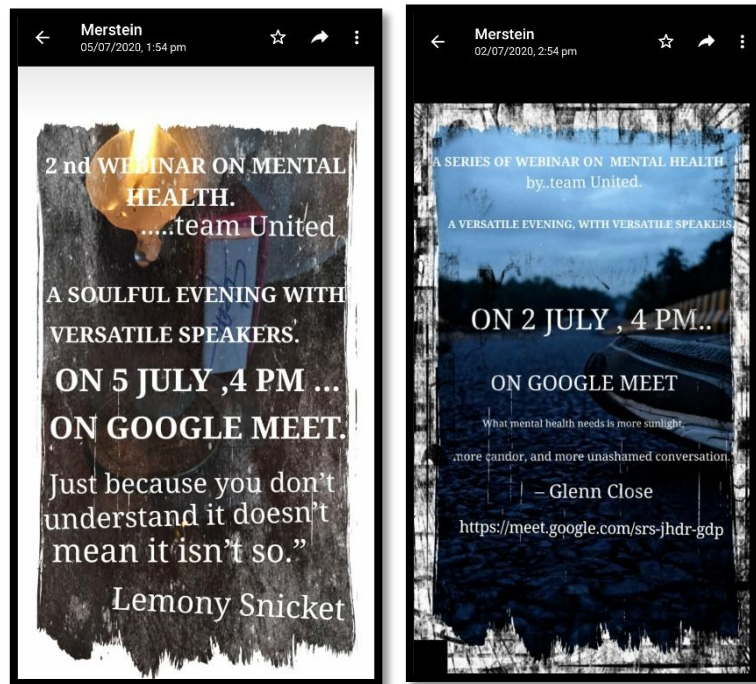 Merstein
05/07/2020, 1:54 pm
2 nd WEBINAR ON MENTAL
HEALTH.
.....team United
A SOULFUL EVENING WITH
VERSATILE SPEAKERS.
ON 5 JULY ,4 PM ...
ON GOOGLE MEET.
Just because you don’t
understand it doesn’t
mean it isn’t so.”
Lemony Snicket
Merstein
02/07/2020, 2:54 pm
A SERIES OF WEBINAR ON MENTAL HEALTH
by..team United.
A VERSATILE EVENING, WITH VERSATILE SPEAKERS.
ON 2 JULY , 4 PM..
ON GOOGLE MEET
What mental health needs is more sunlight,
more candor, and more unashamed conversation.
– Glenn Close
https://meet.google.com/srs-jhdr-gdp